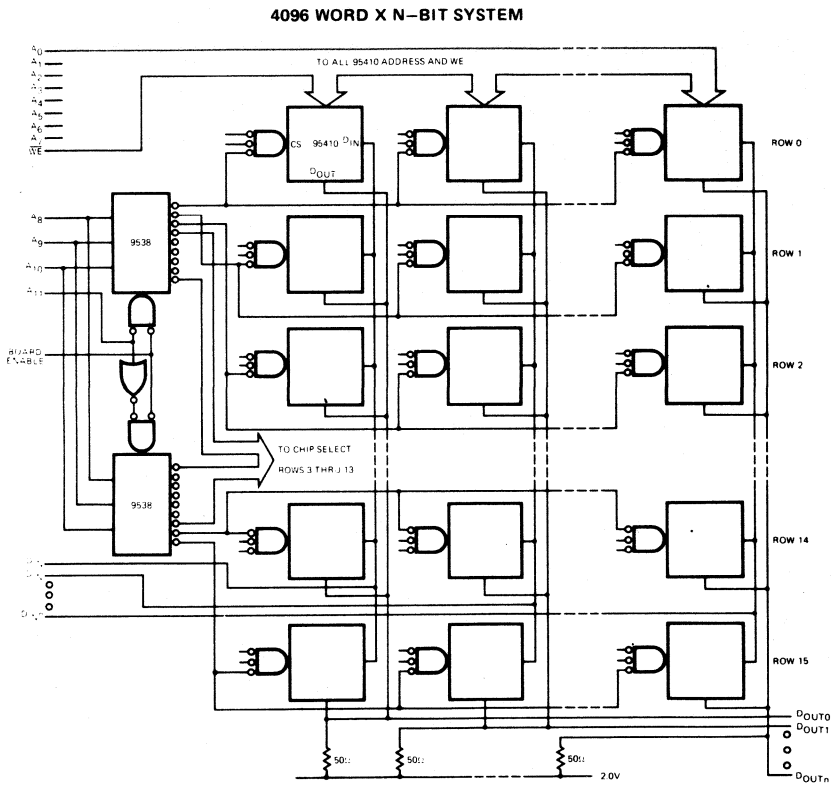 4096 WORD X N-BIT SYSTEM
A0
A1
A2
A3
A4
A5
A6
A7
WE
TO ALL 95410 ADDRESS AND WE
CS 95410 DIN
DOUT
ROW 0
A8
A9
A10
A11
9538
ROW 1
BOARD
ENABLE
ROW 2
TO CHIP SELECT
ROWS 3 THRU 13
9538
ROW 14
ROW 15
DOUT0
DOUT1
50Ω
50Ω
50Ω
2.0V
DOUTn